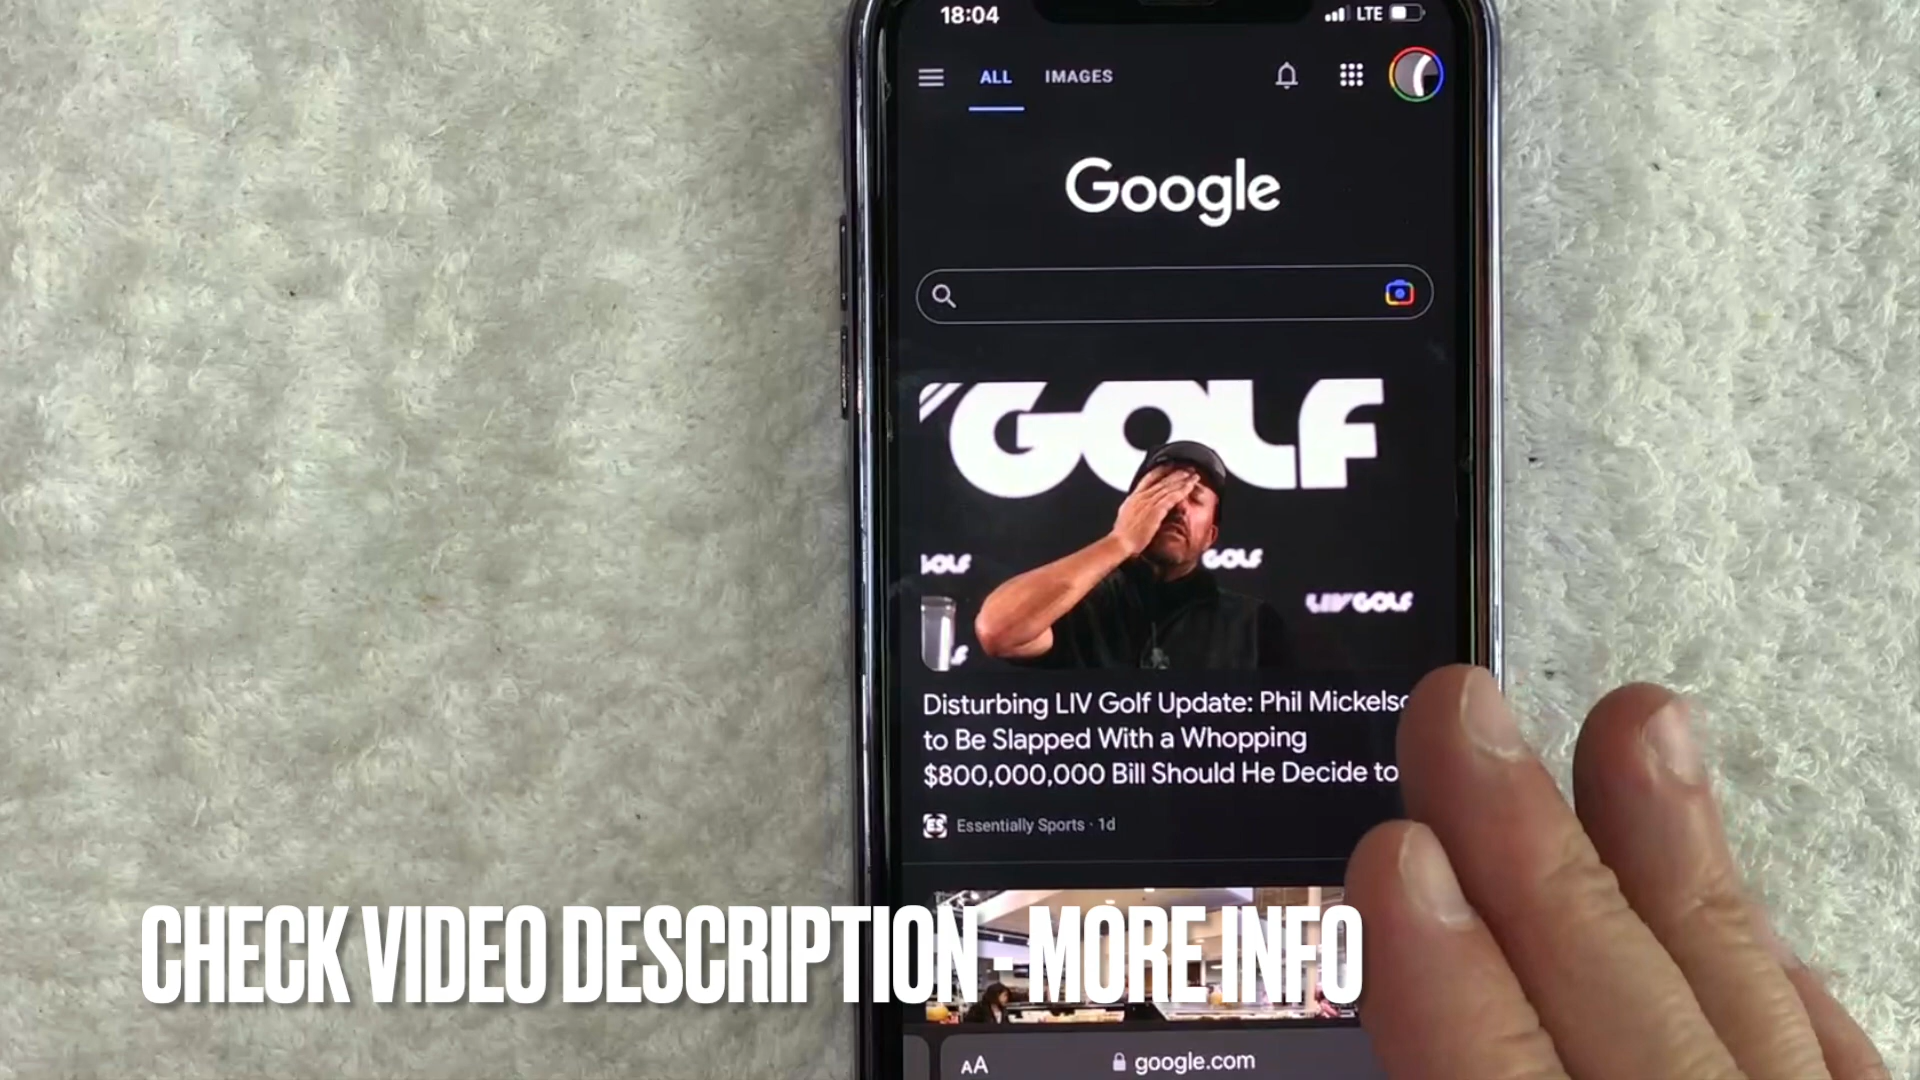 18:04
LTE
ALL IMAGES
Google
GOLF
GOLF
GOLF
LIV GOLF
Disturbing LIV Golf Update: Phil Mickelso
to Be Slapped With a Whopping
$800,000,000 Bill Should He Decide to
ES Essentially Sports · 1d
CHECK VIDEO DESCRIPTION - MORE INFO
AA google.com